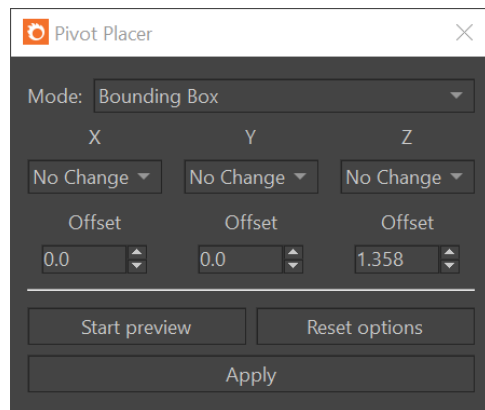 Pivot Placer
Mode: Bounding Box
X Y Z
No Change No Change No Change
Offset Offset Offset
0.0 0.0 1.358
Start preview Reset options
Apply